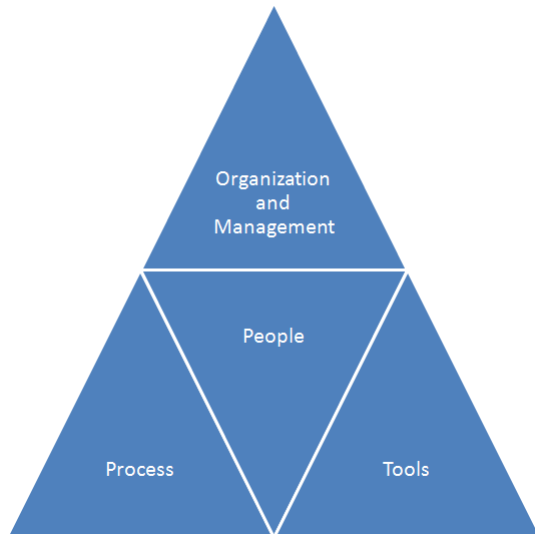 Organization
and
Management
People
Process
Tools